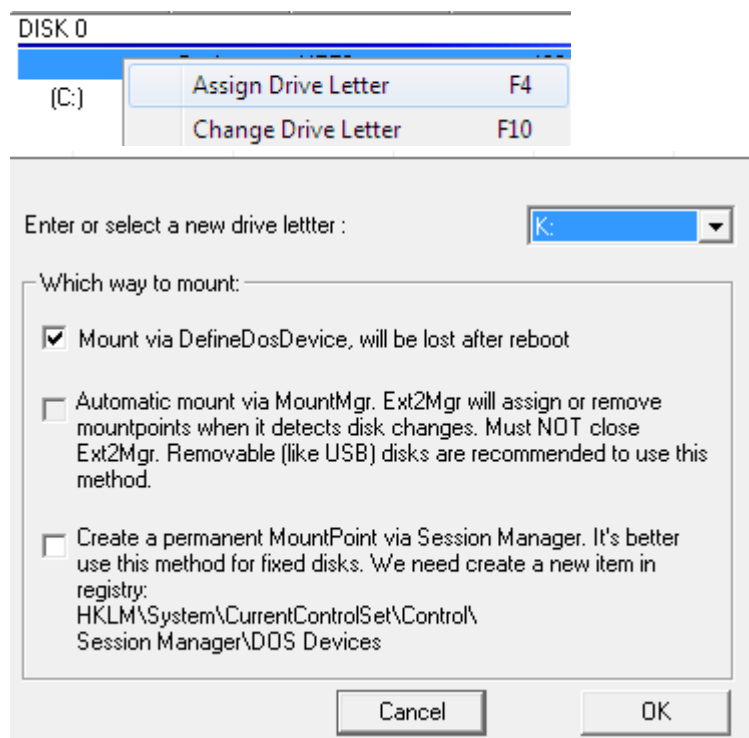 DISK 0
(C:)
Assign Drive Letter F4
Change Drive Letter F10
Enter or select a new drive lettter :
K:
Which way to mount:
Mount via DefineDosDevice, will be lost after reboot
Automatic mount via MountMgr. Ext2Mgr will assign or remove
mountpoints when it detects disk changes. Must NOT close
Ext2Mgr. Removable (like USB) disks are recommended to use this
method.
Create a permanent MountPoint via Session Manager. It's better
use this method for fixed disks. We need create a new item in
registry:
HKLM\System\CurrentControlSet\Control\
Session Manager\DOS Devices
Cancel OK